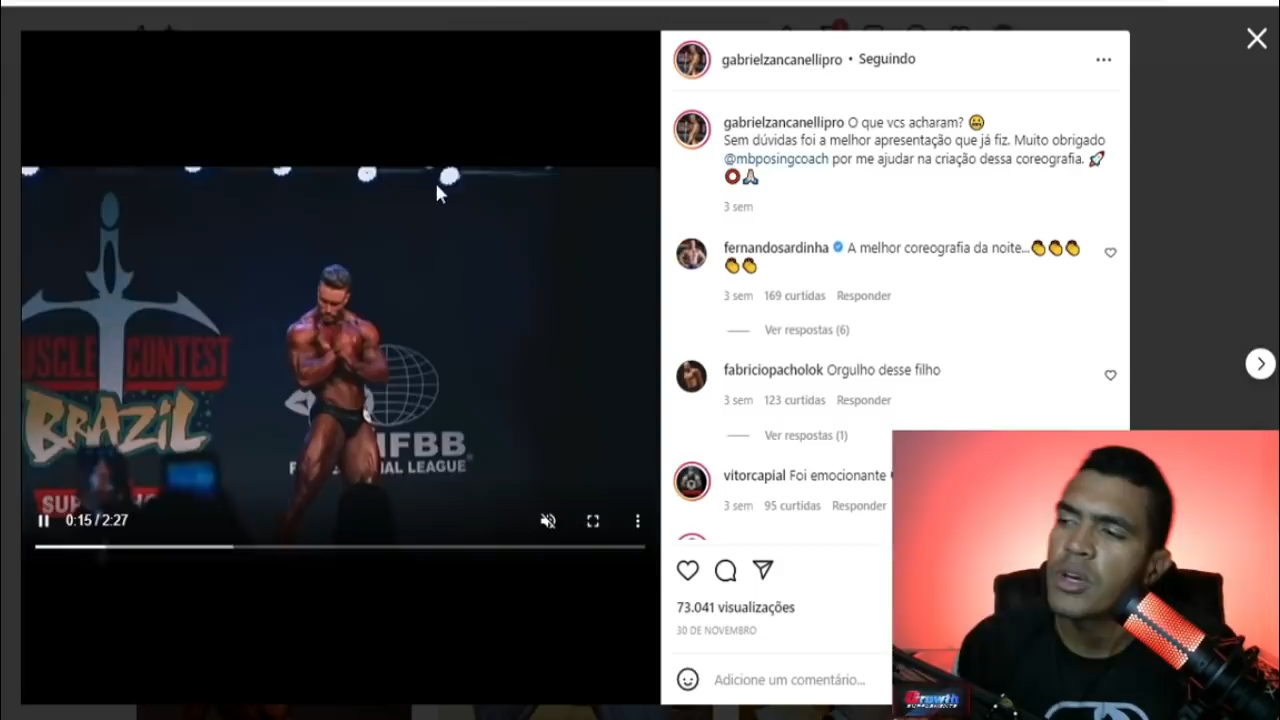 gabrielzancanellipro • Seguindo
gabrielzancanellipro O que vcs acharam? 😀
Sem dúvidas foi a melhor apresentação que já fiz. Muito obrigado
@mbposingcoach por me ajudar na criação dessa coreografia. 🚀
⭕🙏🏻
3 sem
fernandosardinha A melhor coreografia da noite...👏👏👏
👏👏
3 sem 169 curtidas Responder
Ver respostas (6)
fabriciopacholok Orgulho desse filho
3 sem 123 curtidas Responder
Ver respostas (1)
vitorcapial Foi emocionante
3 sem 95 curtidas Responder
73.041 visualizações
30 DE NOVEMBRO
Adicione um comentário...
USCLE CONTEST
BRAZIL
SUP
IFBB
AL LEAGUE
0:15 / 2:27
Growth
SUPPLEMENTS